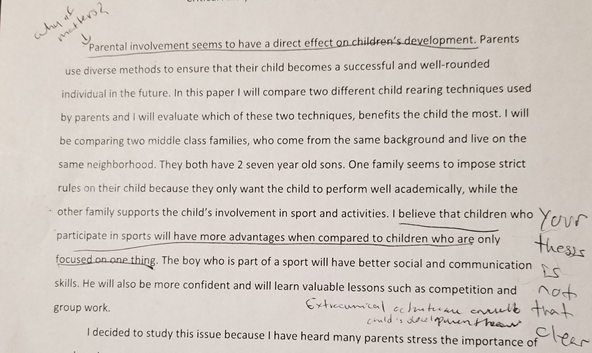 why it
matters?
Parental involvement seems to have a direct effect on children's development. Parents
use diverse methods to ensure that their child becomes a successful and well-rounded
individual in the future. In this paper I will compare two different child rearing techniques used
by parents and I will evaluate which of these two techniques, benefits the child the most. I will
be comparing two middle class families, who come from the same background and live on the
same neighborhood. They both have 2 seven year old sons. One family seems to impose strict
rules on their child because they only want the child to perform well academically, while the
other family supports the child's involvement in sport and activities. I believe that children who
participate in sports will have more advantages when compared to children who are only
focused on one thing. The boy who is part of a sport will have better social and communication
skills. He will also be more confident and will learn valuable lessons such as competition and
group work.
Your
thesis
is
not
that
clear
child's development
I decided to study this issue because I have heard many parents stress the importance of